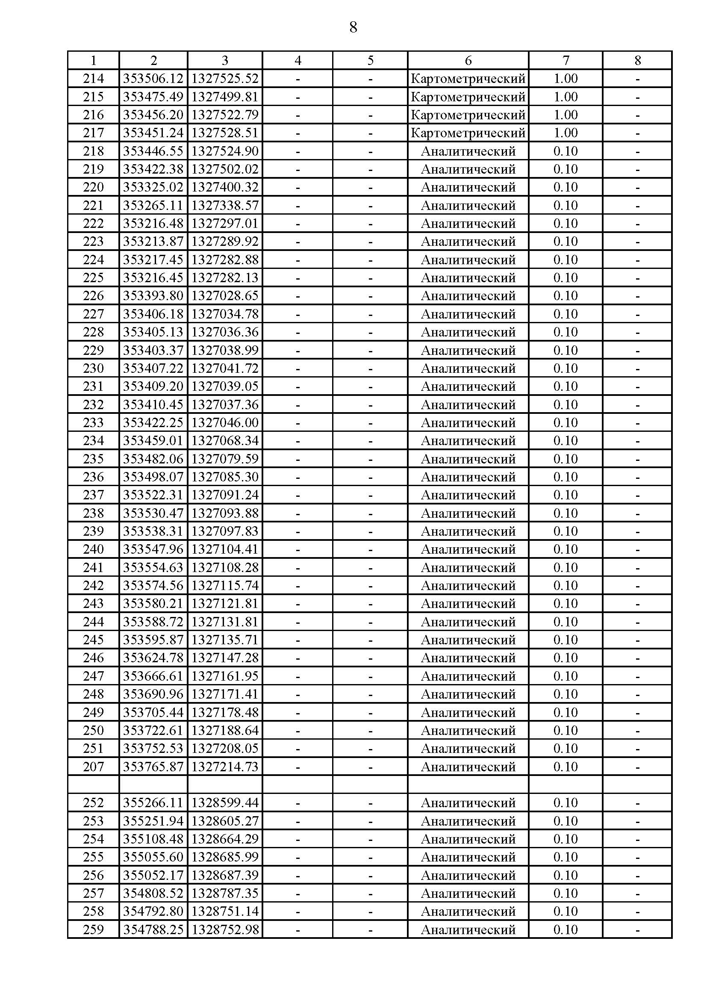 8
1 2 3 4 5 6 7 8
214 353506.12 1327525.52 - - Картометрический 1.00 -
215 353475.49 1327499.81 - - Картометрический 1.00 -
216 353456.20 1327522.79 - - Картометрический 1.00 -
217 353451.24 1327528.51 - - Картометрический 1.00 -
218 353446.55 1327524.90 - - Аналитический 0.10 -
219 353422.38 1327502.02 - - Аналитический 0.10 -
220 353325.02 1327400.32 - - Аналитический 0.10 -
221 353265.11 1327338.57 - - Аналитический 0.10 -
222 353216.48 1327297.01 - - Аналитический 0.10 -
223 353213.87 1327289.92 - - Аналитический 0.10 -
224 353217.45 1327282.88 - - Аналитический 0.10 -
225 353216.45 1327282.13 - - Аналитический 0.10 -
226 353393.80 1327028.65 - - Аналитический 0.10 -
227 353406.18 1327034.78 - - Аналитический 0.10 -
228 353405.13 1327036.36 - - Аналитический 0.10 -
229 353403.37 1327038.99 - - Аналитический 0.10 -
230 353407.22 1327041.72 - - Аналитический 0.10 -
231 353409.20 1327039.05 - - Аналитический 0.10 -
232 353410.45 1327037.36 - - Аналитический 0.10 -
233 353422.25 1327046.00 - - Аналитический 0.10 -
234 353459.01 1327068.34 - - Аналитический 0.10 -
235 353482.06 1327079.59 - - Аналитический 0.10 -
236 353498.07 1327085.30 - - Аналитический 0.10 -
237 353522.31 1327091.24 - - Аналитический 0.10 -
238 353530.47 1327093.88 - - Аналитический 0.10 -
239 353538.31 1327097.83 - - Аналитический 0.10 -
240 353547.96 1327104.41 - - Аналитический 0.10 -
241 353554.63 1327108.28 - - Аналитический 0.10 -
242 353574.56 1327115.74 - - Аналитический 0.10 -
243 353580.21 1327121.81 - - Аналитический 0.10 -
244 353588.72 1327131.81 - - Аналитический 0.10 -
245 353595.87 1327135.71 - - Аналитический 0.10 -
246 353624.78 1327147.28 - - Аналитический 0.10 -
247 353666.61 1327161.95 - - Аналитический 0.10 -
248 353690.96 1327171.41 - - Аналитический 0.10 -
249 353705.44 1327178.48 - - Аналитический 0.10 -
250 353722.61 1327188.64 - - Аналитический 0.10 -
251 353752.53 1327208.05 - - Аналитический 0.10 -
207 353765.87 1327214.73 - - Аналитический 0.10 -
252 355266.11 1328599.44 - - Аналитический 0.10 -
253 355251.94 1328605.27 - - Аналитический 0.10 -
254 355108.48 1328664.29 - - Аналитический 0.10 -
255 355055.60 1328685.99 - - Аналитический 0.10 -
256 355052.17 1328687.39 - - Аналитический 0.10 -
257 354808.52 1328787.35 - - Аналитический 0.10 -
258 354792.80 1328751.14 - - Аналитический 0.10 -
259 354788.25 1328752.98 - - Аналитический 0.10 -